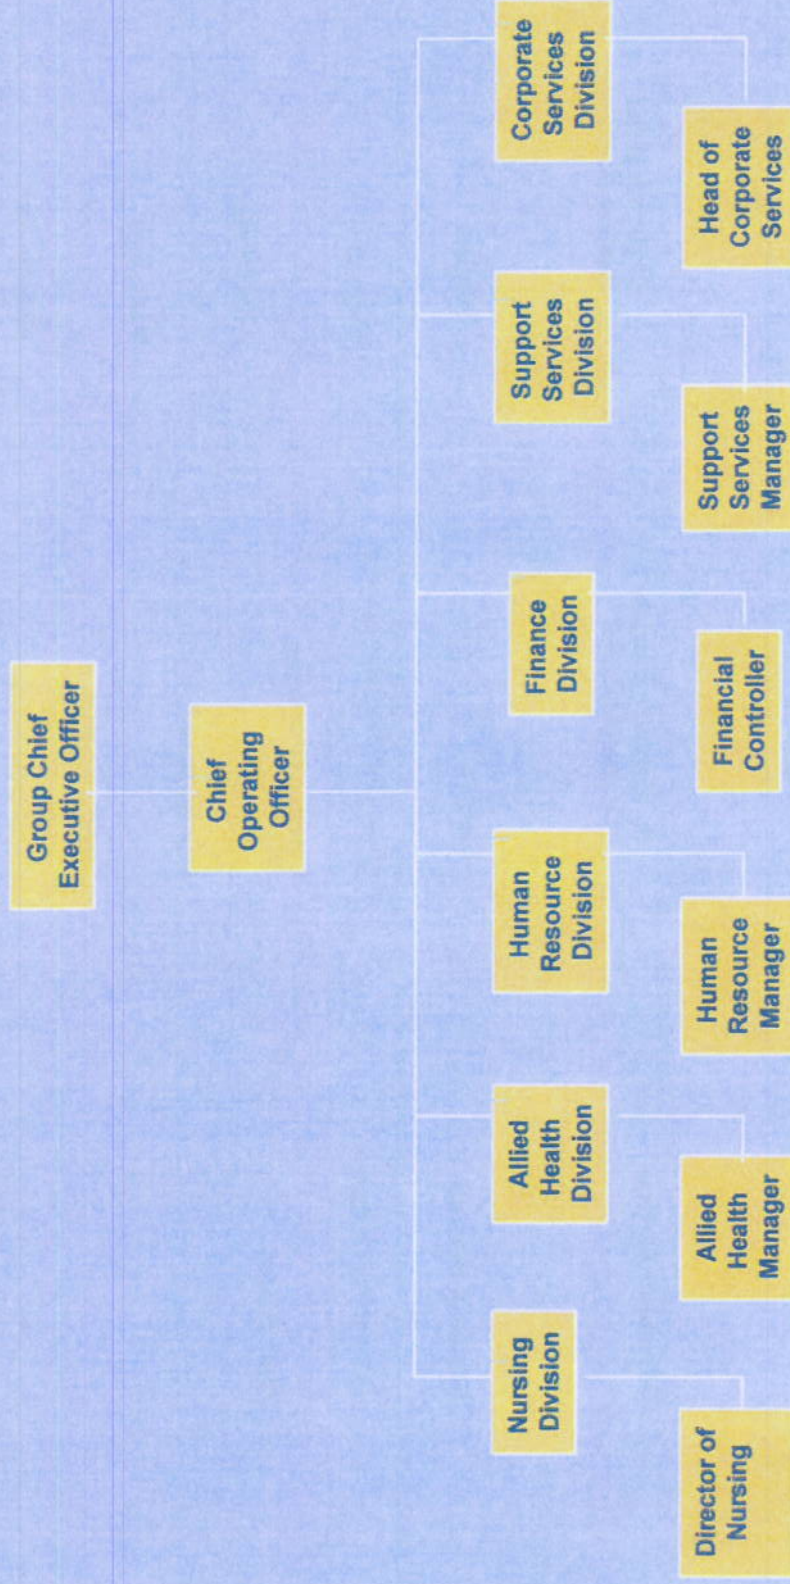 Group Chief
Executive Officer
Chief
Operating
Officer
Nursing
Division
Allied
Health
Division
Human
Resource
Division
Finance
Division
Support
Services
Division
Corporate
Services
Division
Director of
Nursing
Allied
Health
Manager
Human
Resource
Manager
Financial
Controller
Support
Services
Manager
Head of
Corporate
Services